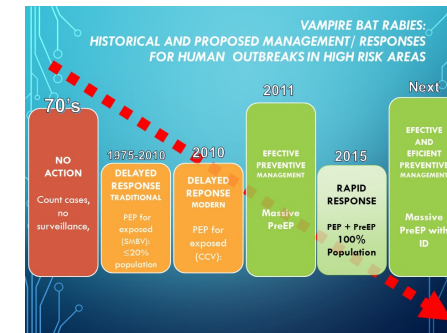 VAMPIRE BAT RABIES:
HISTORICAL AND PROPOSED MANAGEMENT/ RESPONSES
FOR HUMAN OUTBREAKS IN HIGH RISK AREAS
70's
NO
ACTION
Count cases,
no
surveillance,
1975-2010
DELAYED
RESPONSE
TRADITIONAL
PEP for
exposed
(SMBV):
≤20%
population
2010
DELAYED
REPONSE
MODERN
PEP for
exposed
(CCV):
2011
EFECTIVE
PREVENTIVE
MANAGEMENT
Massive
PreEP
2015
RAPID
RESPONSE
PEP + PreEP
100%
Population
Next
EFECTIVE
AND
EFICIENT
PREVENTIVE
MANAGEMENT
Massive
PreEP with
ID